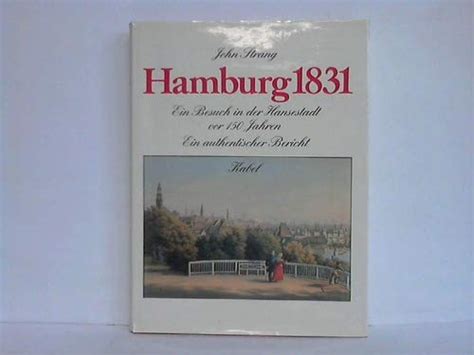 John Strang
Hamburg 1831
Ein Besuch in der Hansestadt
vor 150 Jahren
Ein authentischer Bericht
Kabel